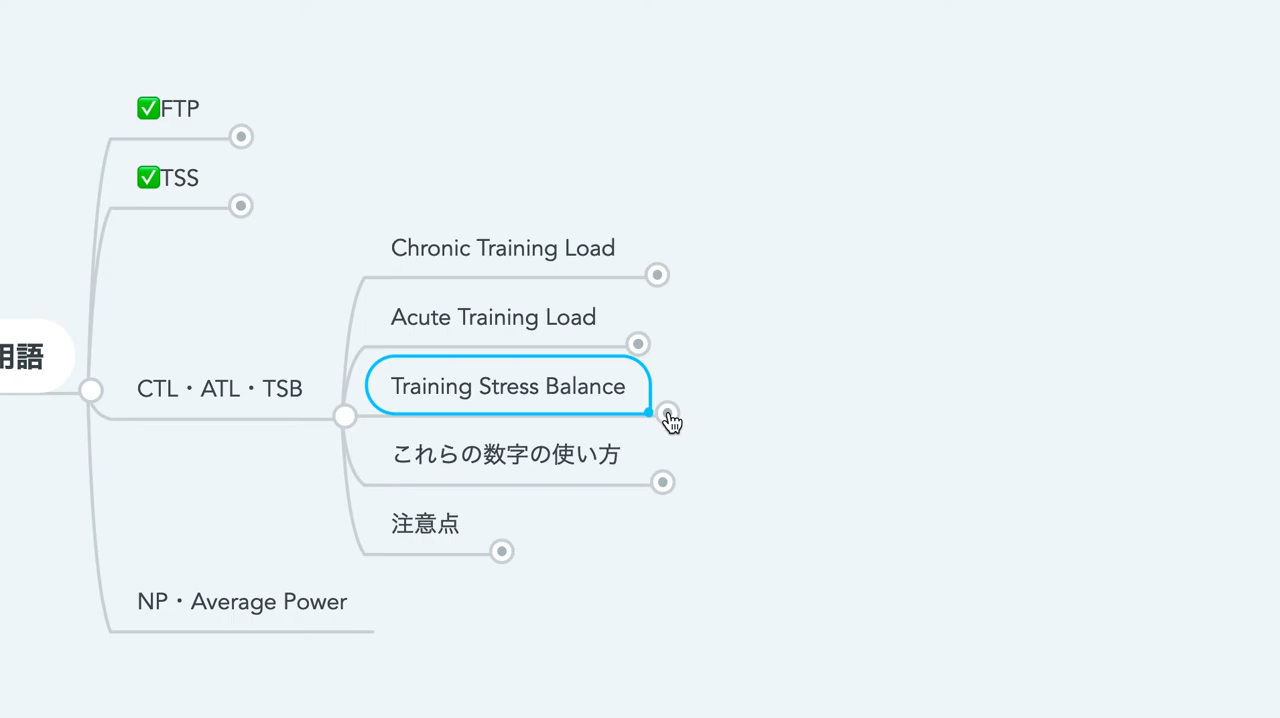 ✅FTP
✅TSS
Chronic Training Load
Acute Training Load
用語
CTL・ATL・TSB
Training Stress Balance
これらの数字の使い方
注意点
NP・Average Power